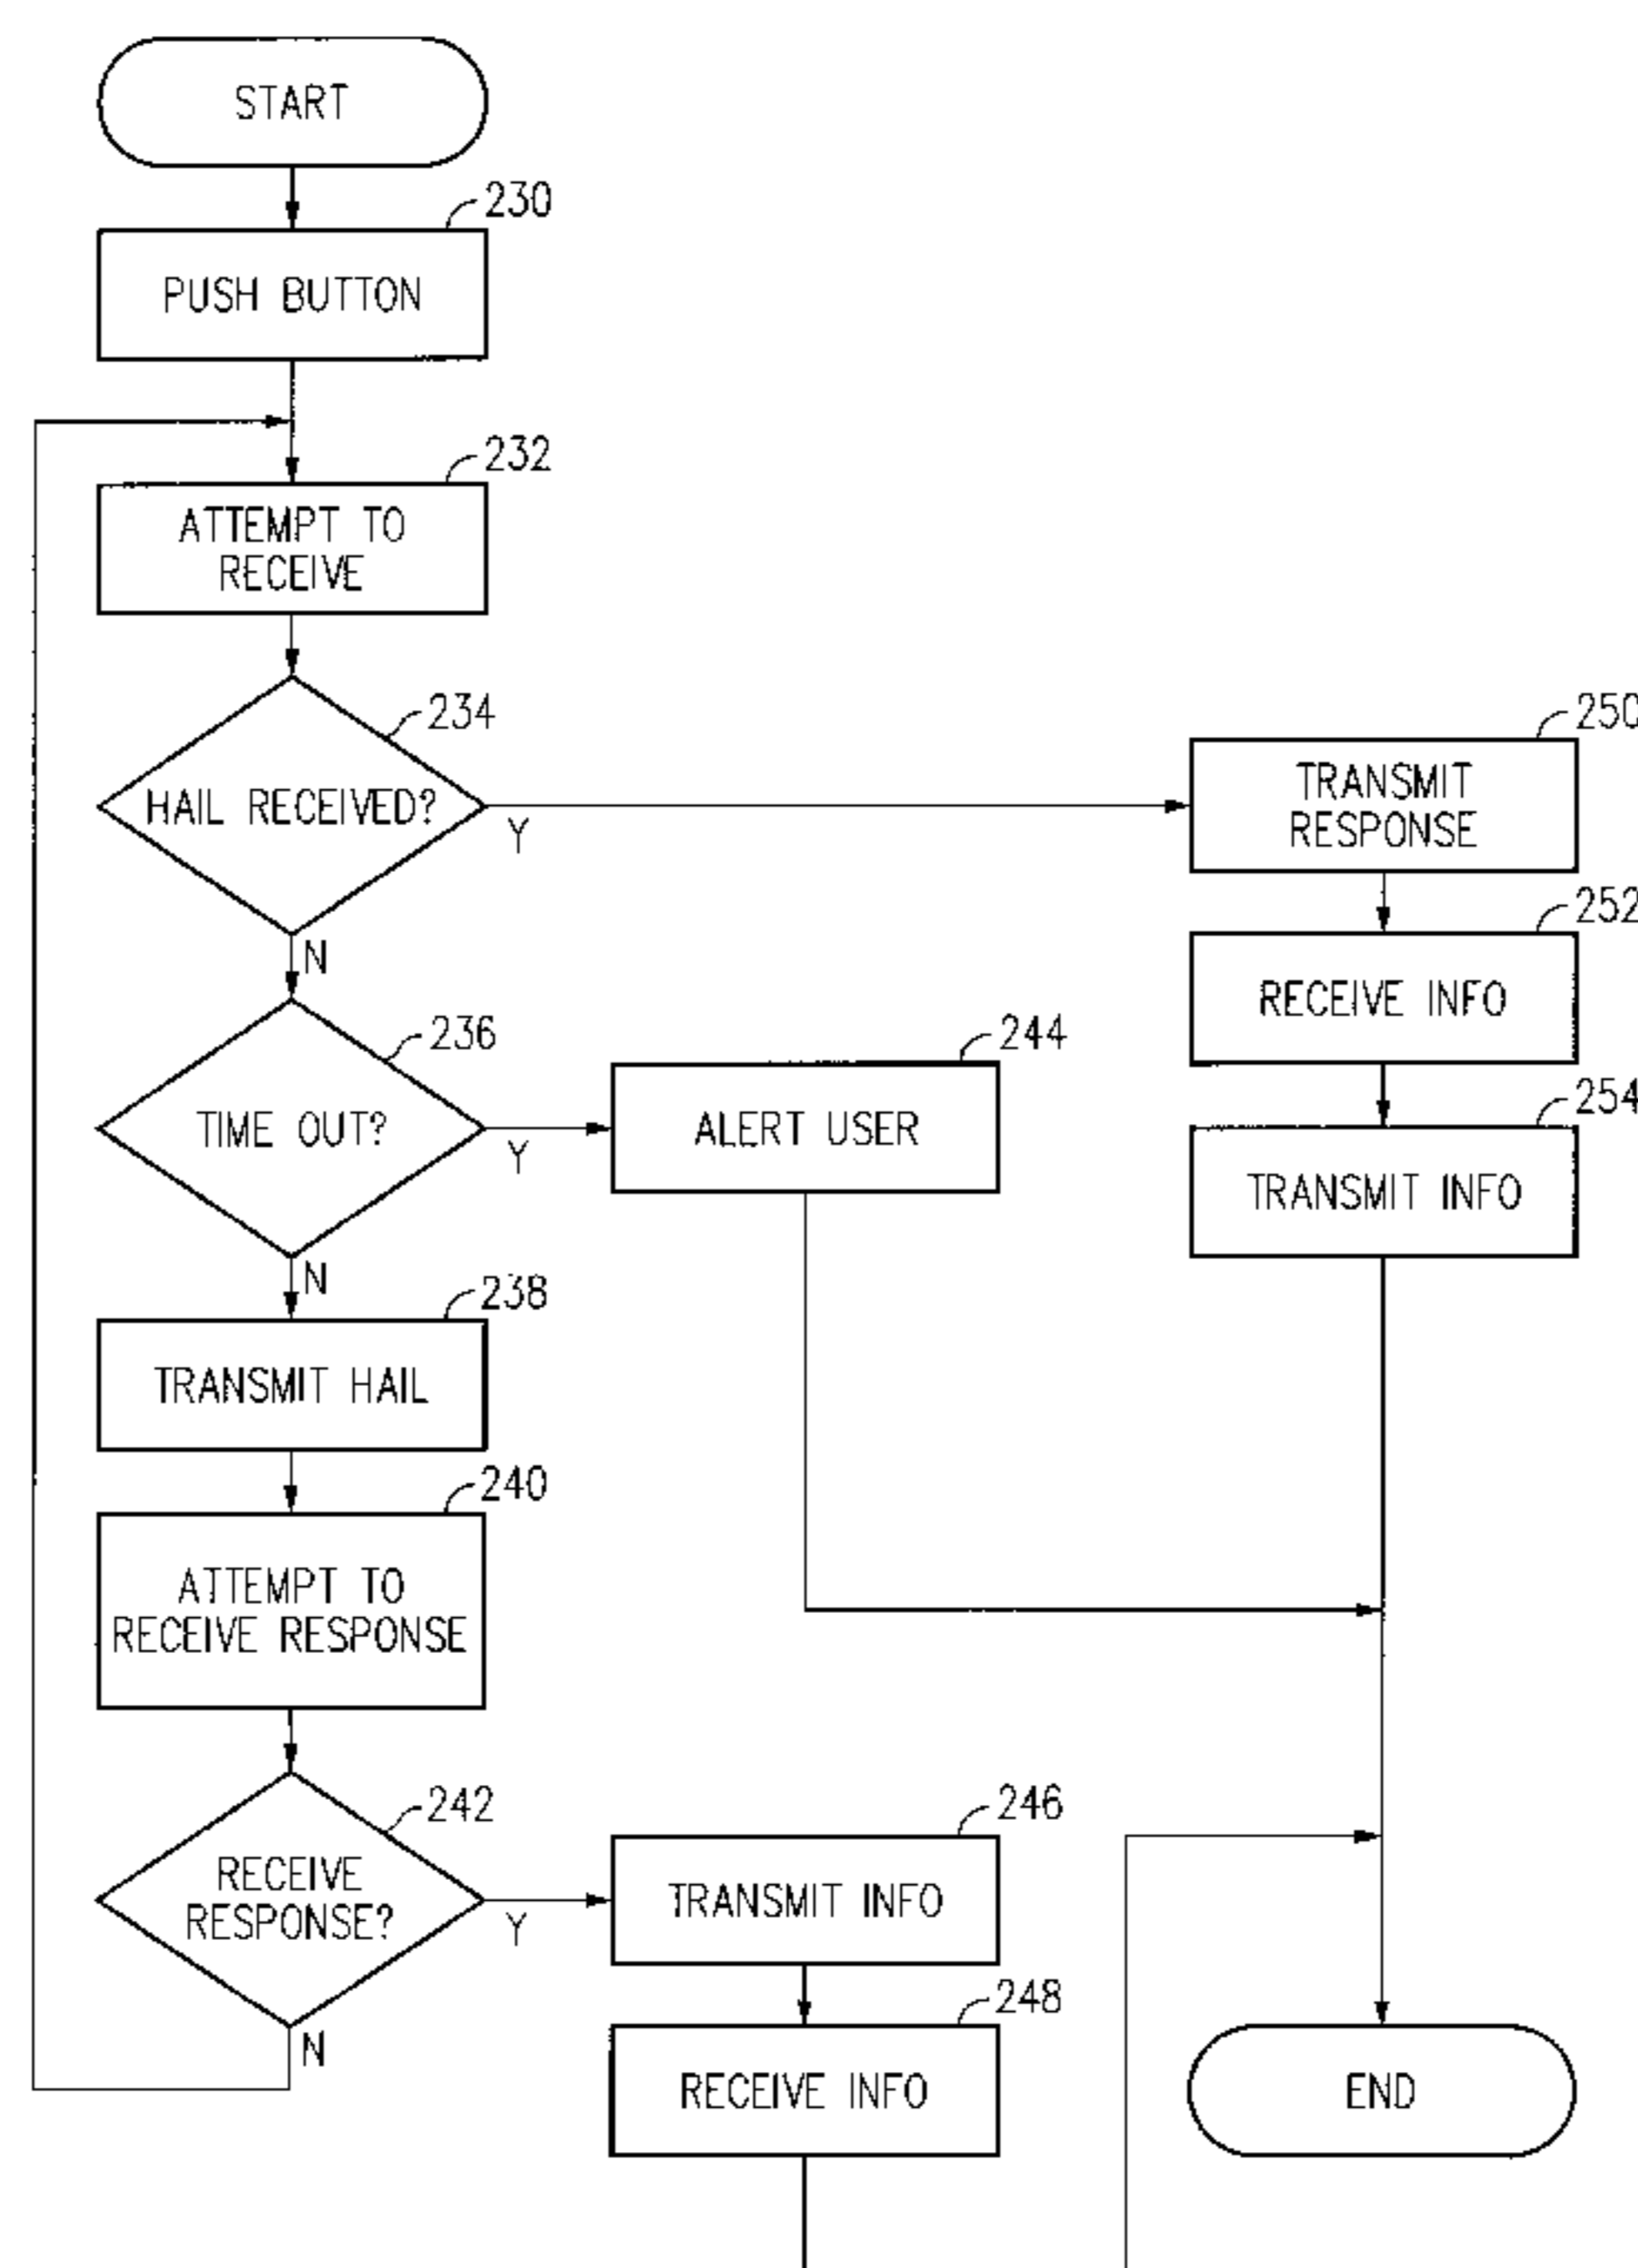 START
230
PUSH BUTTON
232
ATTEMPT TO
RECEIVE
234
HAIL RECEIVED?
Y
N
250
TRANSMIT
RESPONSE
252
RECEIVE INFO
254
TRANSMIT INFO
236
TIME OUT?
Y
N
244
ALERT USER
238
TRANSMIT HAIL
240
ATTEMPT TO
RECEIVE RESPONSE
242
RECEIVE
RESPONSE?
Y
N
246
TRANSMIT INFO
248
RECEIVE INFO
END